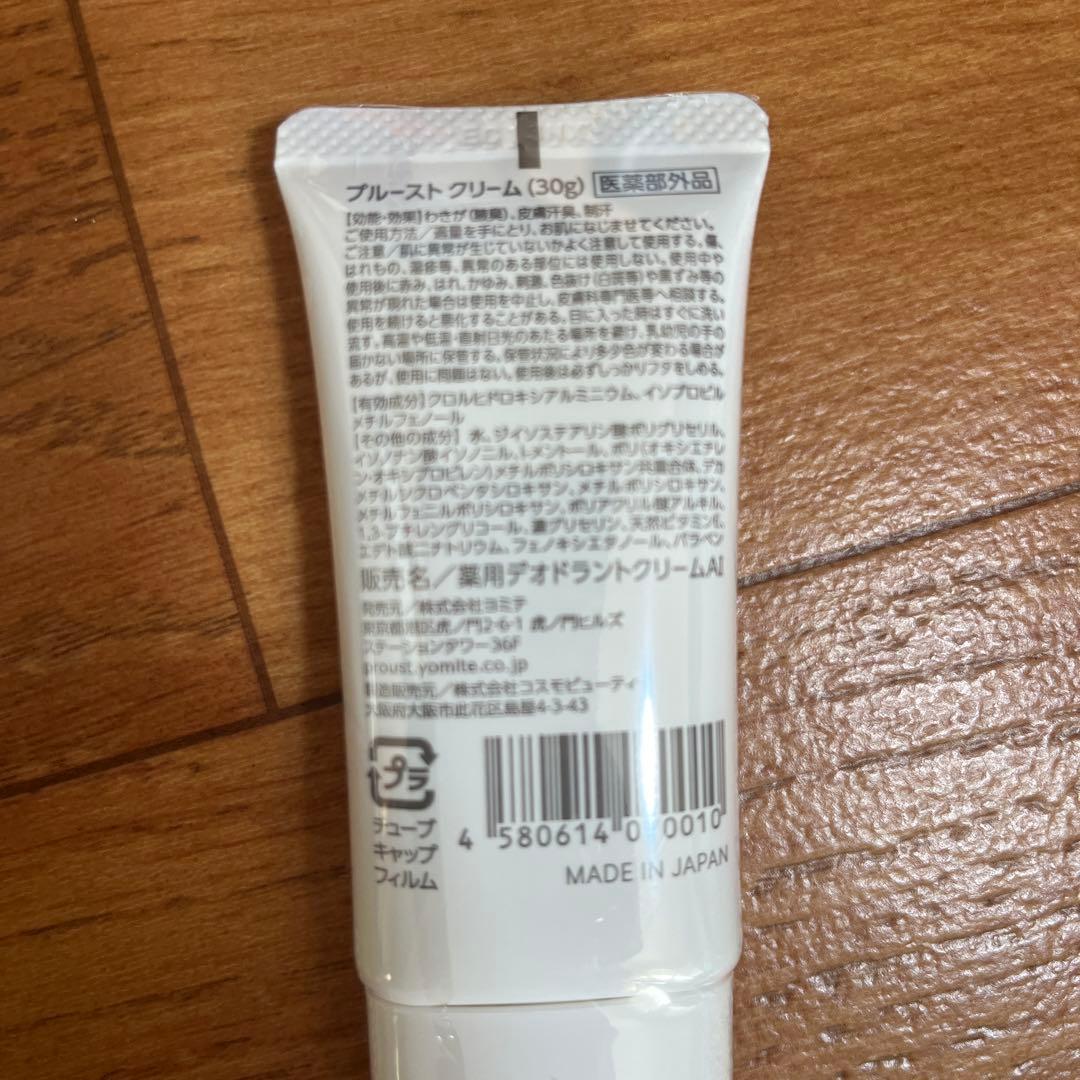 プルースト クリーム (30g) 医薬部外品
【効能・効果】わきが(腋臭)、皮膚汗臭、制汗
ご使用方法/適量を手にとり、お肌になじませてください。
ご注意/肌に異常が生じていないかよく注意して使用する。傷、
はれもの、湿疹等、異常のある部位には使用しない。使用中や
使用後に赤み、はれ、かゆみ、刺激、色抜け(白斑等)や黒ずみ等の
異常が現れた場合は使用を中止し、皮膚科専門医等へ相談する。
使用を続けると悪化することがある。目に入った時はすぐに洗い
流す。高温や低温・直射日光のあたる場所を避け、乳幼児の手の
届かない場所に保管する。保管状況により多少色が変わる場合が
あるが、使用に問題はない。使用後は必ずしっかりフタをしめる。
【有効成分】クロルヒドロキシアルミニウム、イソプロピル
メチルフェノール
【その他の成分】水、ジイソステアリン酸ポリグリセリル、
イソノナン酸イソノニル、l-メントール、ポリ(オキシエチレ
ン・オキシプロピレン)メチルポリシロキサン共重合体、デカ
メチルシクロペンタシロキサン、メチルポリシロキサン、
メチルフェニルポリシロキサン、ポリアクリル酸アルキル、
1,3-ブチレングリコール、濃グリセリン、天然ビタミンE、
エデト酸二ナトリウム、フェノキシエタノール、パラベン
販売名/薬用デオドラントクリームAI
発売元/株式会社ヨミテ
東京都港区虎ノ門2-6-1 虎ノ門ヒルズ
ステーションタワー36F
proust.yomite.co.jp
製造販売元/株式会社コスモビューティー
大阪府大阪市此花区島屋4-3-43
プラ
チューブ
キャップ
フィルム
4 580614 070010
MADE IN JAPAN